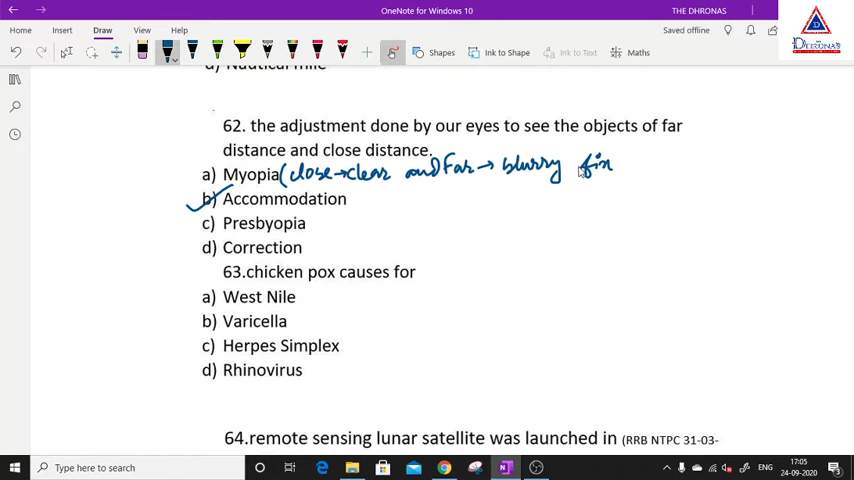 OneNote for Windows 10
THE DHRONAS
Home Insert Draw View Help
Saved offline
Shapes Ink to Shape Ink to Text Maths
DHRONAS
d) Nautical mile
62. the adjustment done by our eyes to see the objects of far
distance and close distance.
a) Myopia (close→clear and Far→ blurry fix
b) Accommodation
c) Presbyopia
d) Correction
63.chicken pox causes for
a) West Nile
b) Varicella
c) Herpes Simplex
d) Rhinovirus
64.remote sensing lunar satellite was launched in (RRB NTPC 31-03-
Type here to search
ENG
17:05
24-09-2020
3